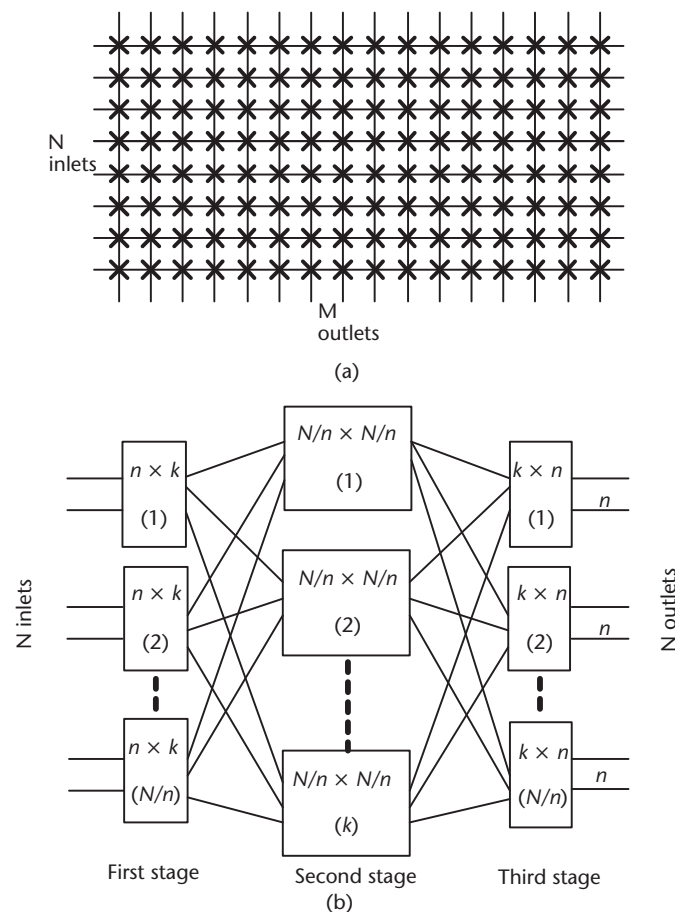 N
inlets
M
outlets
(a)
N/n × N/n
(1)
n × k
(1)
k × n
(1)
n
N/n × N/n
(2)
n × k
(2)
k × n
(2)
n
N inlets
N outlets
n × k
(N/n)
N/n × N/n
(k)
k × n
(N/n)
n
First stage
Second stage
Third stage
(b)